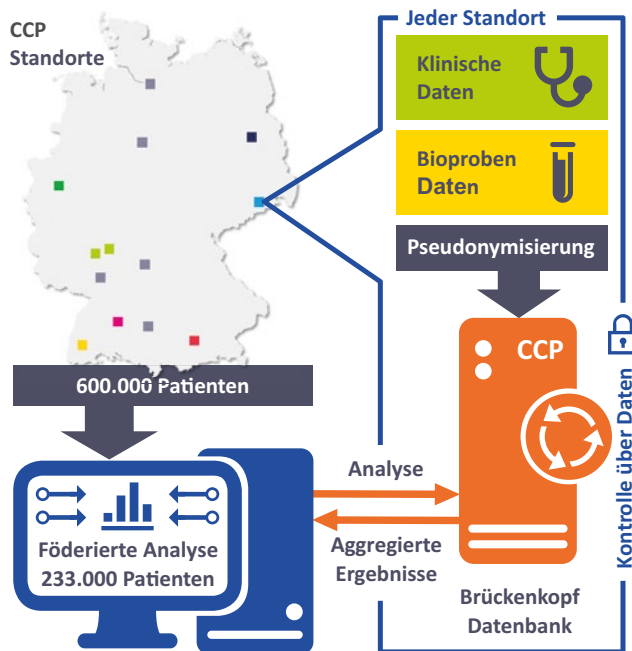 CCP
Standorte
Jeder Standort
Klinische
Daten
Bioproben
Daten
Pseudonymisierung
CCP
Kontrolle über Daten
600.000 Patienten
Föderierte Analyse
233.000 Patienten
Analyse
Aggregierte
Ergebnisse
Brückenkopf
Datenbank